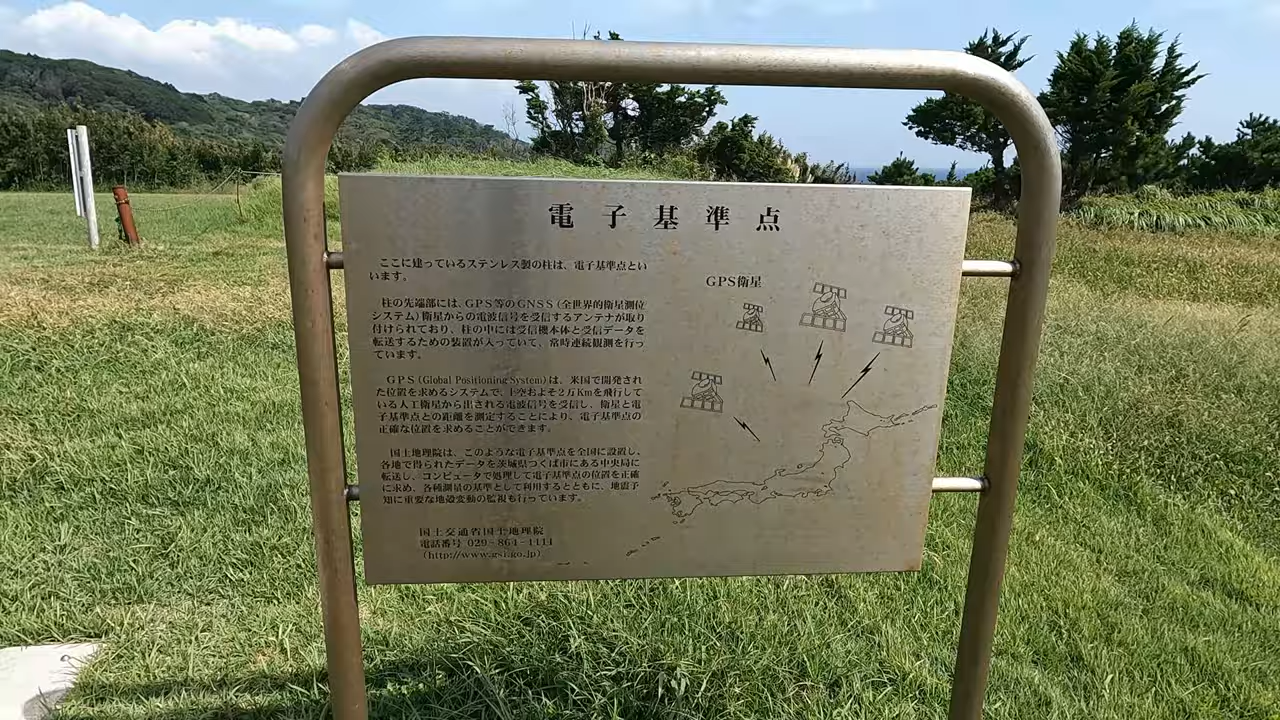 電子基準点
ここに建っているステンレス製の柱は、電子基準点とい
います。
柱の先端部には、GPS等のGNSS(全世界的衛星測位
システム)衛星からの電波信号を受信するアンテナが取り
付けられており、柱の中には受信機本体と受信データを
転送するための装置が入っていて、常時連続観測を行っ
ています。
GPS(Global Positioning System)は、米国で開発され
た位置を求めるシステムで、上空およそ2万Kmを飛行して
いる人工衛星から出される電波信号を受信し、衛星と電
子基準点との距離を測定することにより、電子基準点の
正確な位置を求めることができます。
国土地理院は、このような電子基準点を全国に設置し、
各地で得られたデータを茨城県つくば市にある中央局に
転送し、コンピュータで処理して電子基準点の位置を正確
に求め、各種測量の基準として利用するとともに、地震予
知に重要な地殻変動の監視も行っています。
国土交通省国土地理院
電話番号 029-864-1111
(http://www.gsi.go.jp)
GPS衛星